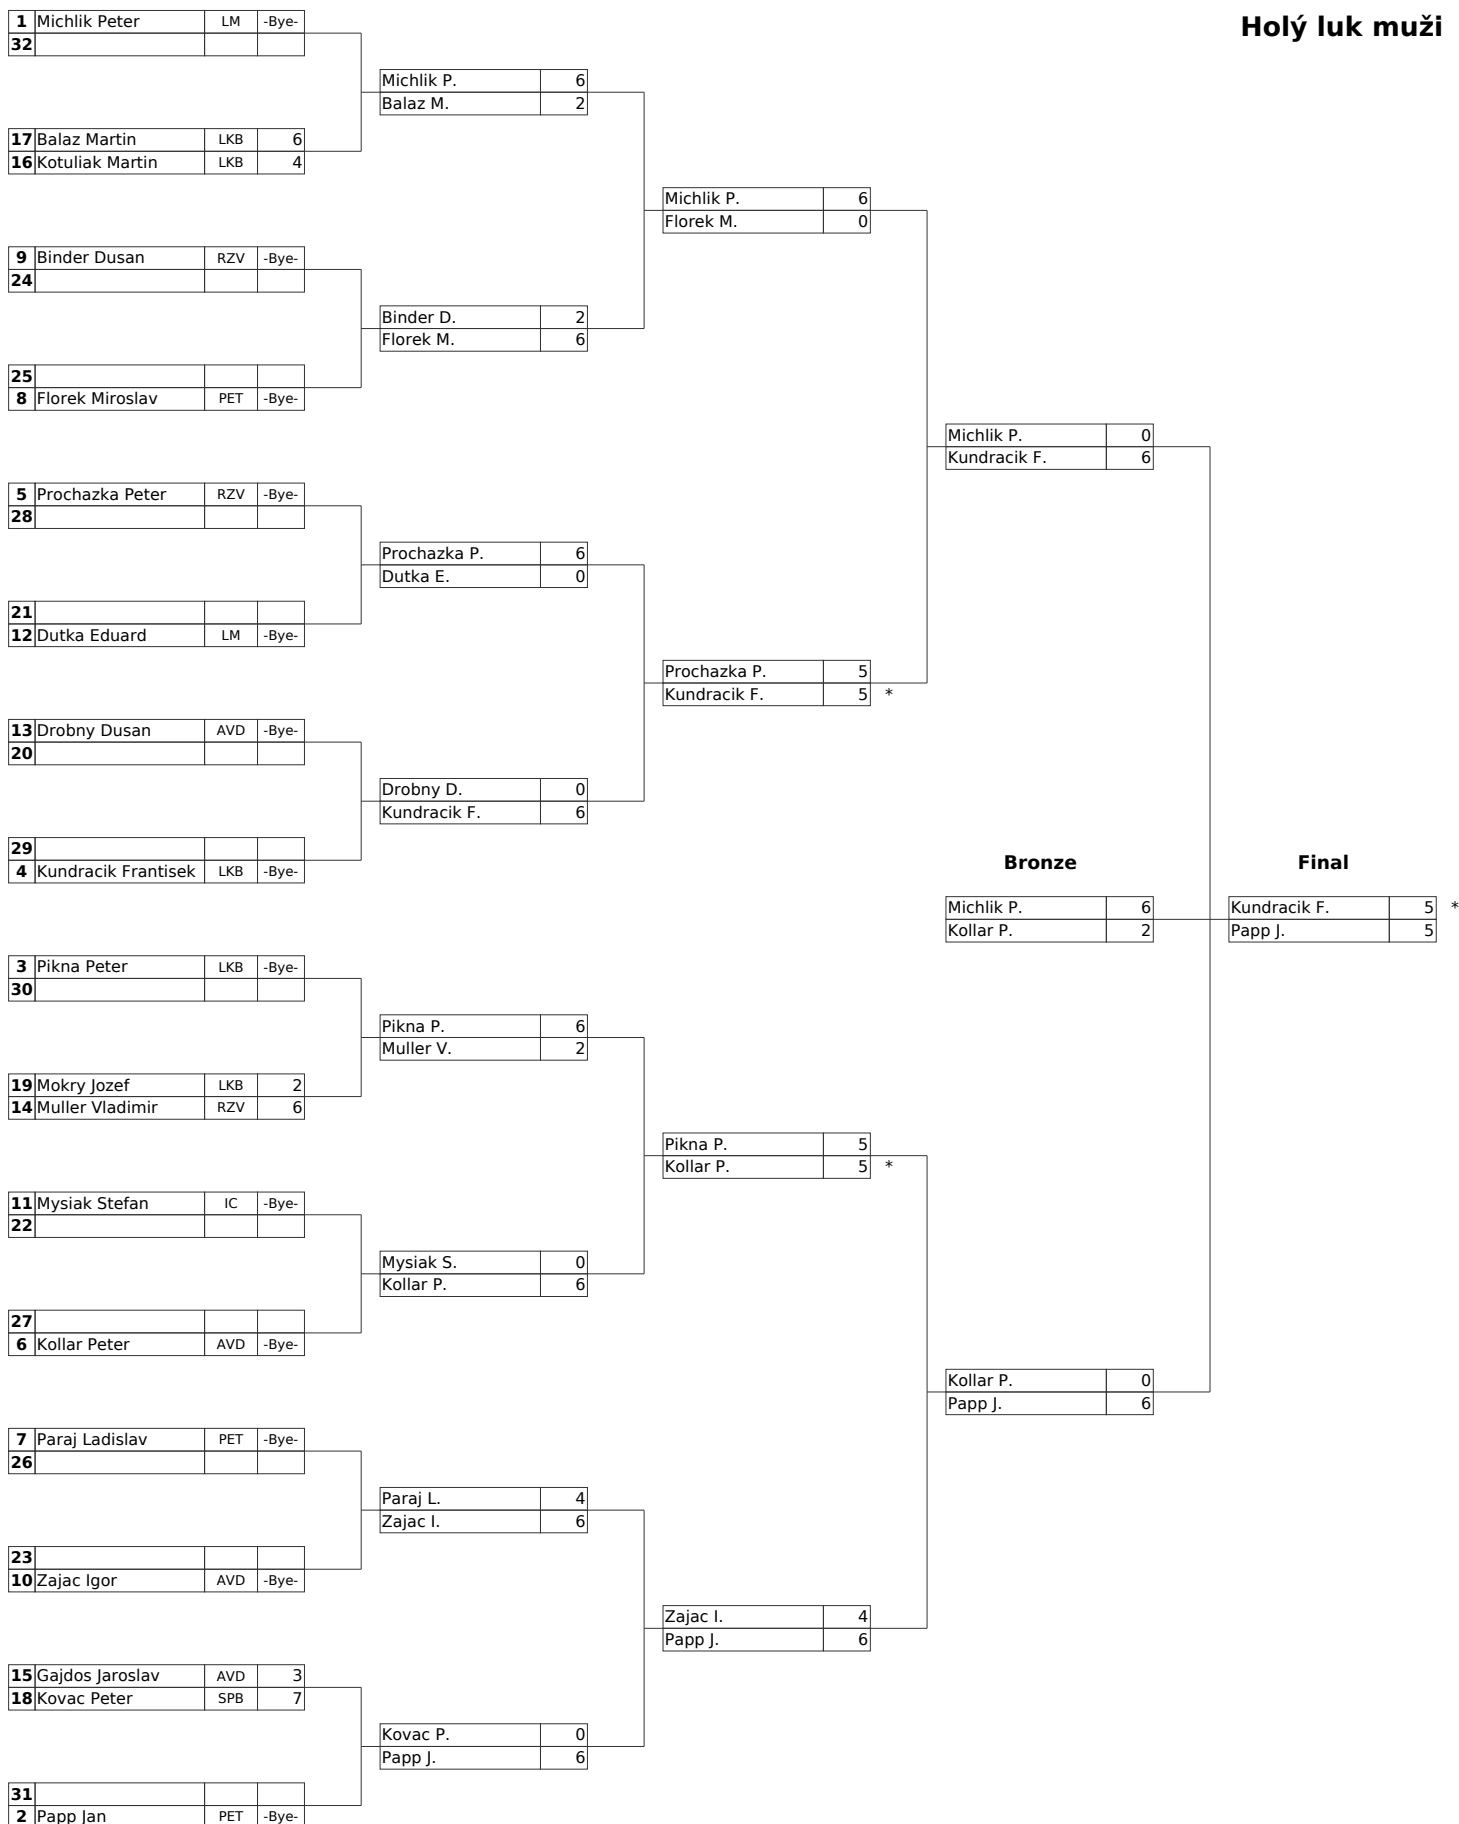 Holý luk muži
1 Michlik Peter LM -Bye-
32
Michlik P. 6
Balaz M. 2
17 Balaz Martin LKB 6
16 Kotuliak Martin LKB 4
Michlik P. 6
Florek M. 0
9 Binder Dusan RZV -Bye-
24
Binder D. 2
Florek M. 6
25
8 Florek Miroslav PET -Bye-
Michlik P. 0
Kundracik F. 6
5 Prochazka Peter RZV -Bye-
28
Prochazka P. 6
Dutka E. 0
21
12 Dutka Eduard LM -Bye-
Prochazka P. 5
Kundracik F. 5 *
13 Drobny Dusan AVD -Bye-
20
Drobny D. 0
Kundracik F. 6
29
4 Kundracik Frantisek LKB -Bye-
Bronze Final
Michlik P. 6 Kundracik F. 5 *
Kollar P. 2 Papp J. 5
3 Pikna Peter LKB -Bye-
30
Pikna P. 6
Muller V. 2
19 Mokry Jozef LKB 2
14 Muller Vladimir RZV 6
Pikna P. 5
Kollar P. 5 *
11 Mysiak Stefan IC -Bye-
22
Mysiak S. 0
Kollar P. 6
27
6 Kollar Peter AVD -Bye-
Kollar P. 0
Papp J. 6
7 Paraj Ladislav PET -Bye-
26
Paraj L. 4
Zajac I. 6
23
10 Zajac Igor AVD -Bye-
Zajac I. 4
Papp J. 6
15 Gajdos Jaroslav AVD 3
18 Kovac Peter SPB 7
Kovac P. 0
Papp J. 6
31
2 Papp Jan PET -Bye-